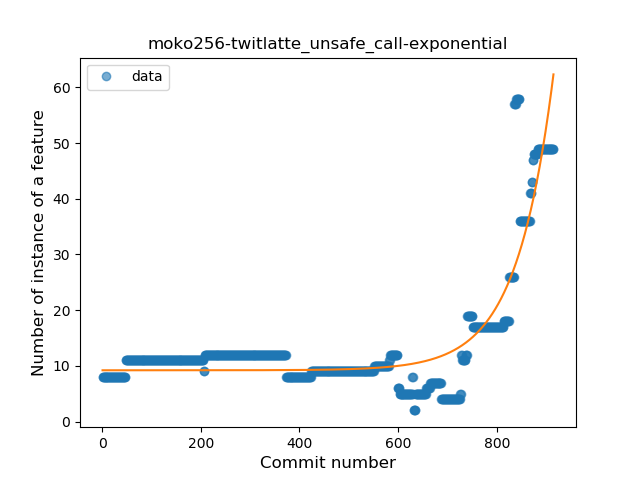 moko256-twitlatte_unsafe_call-exponential
data
Number of instance of a feature
60
50
40
30
20
10
0
0 200 400 600 800
Commit number